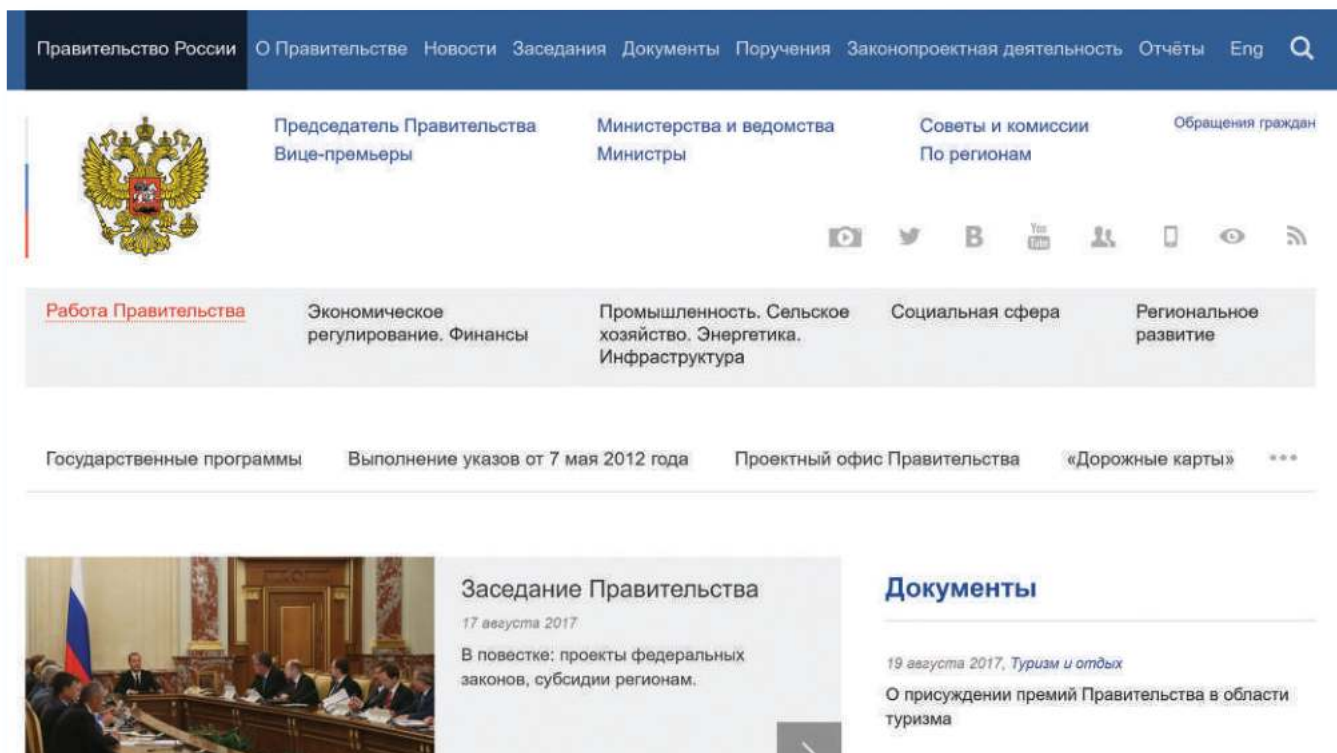 Правительство России О Правительстве Новости Заседания Документы Поручения Законопроектная деятельность Отчёты Eng
Председатель Правительства
Вице-премьеры
Министерства и ведомства
Министры
Советы и комиссии
По регионам
Обращения граждан
B You Tube
Работа Правительства
Экономическое
регулирование. Финансы
Промышленность. Сельское
хозяйство. Энергетика.
Инфраструктура
Социальная сфера
Региональное
развитие
Государственные программы Выполнение указов от 7 мая 2012 года Проектный офис Правительства «Дорожные карты»
Заседание Правительства
17 августа 2017
В повестке: проекты федеральных
законов, субсидии регионам.
Документы
19 августа 2017, Туризм и отдых
О присуждении премий Правительства в области
туризма